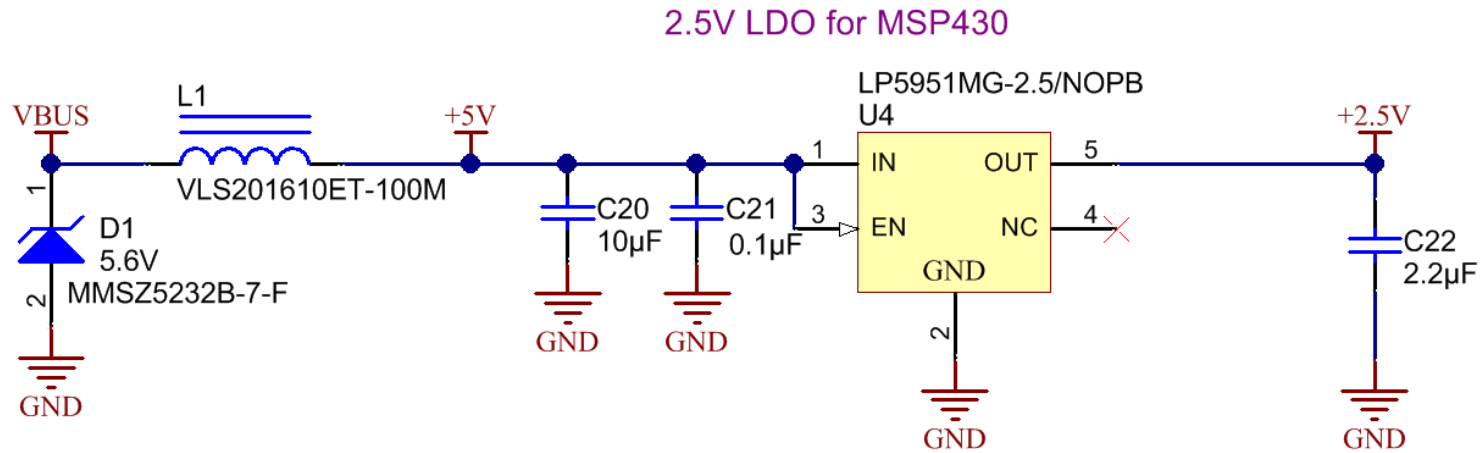 2.5V LDO for MSP430
LP5951MG-2.5/NOPB
U4
VBUS
L1
+5V
+2.5V
VLS201610ET-100M
1
IN
OUT
5
1
D1
5.6V
MMSZ5232B-7-F
2
C20
10µF
C21
0.1µF
3
EN
NC
4
GND
2
C22
2.2µF
GND
GND
GND
GND
GND